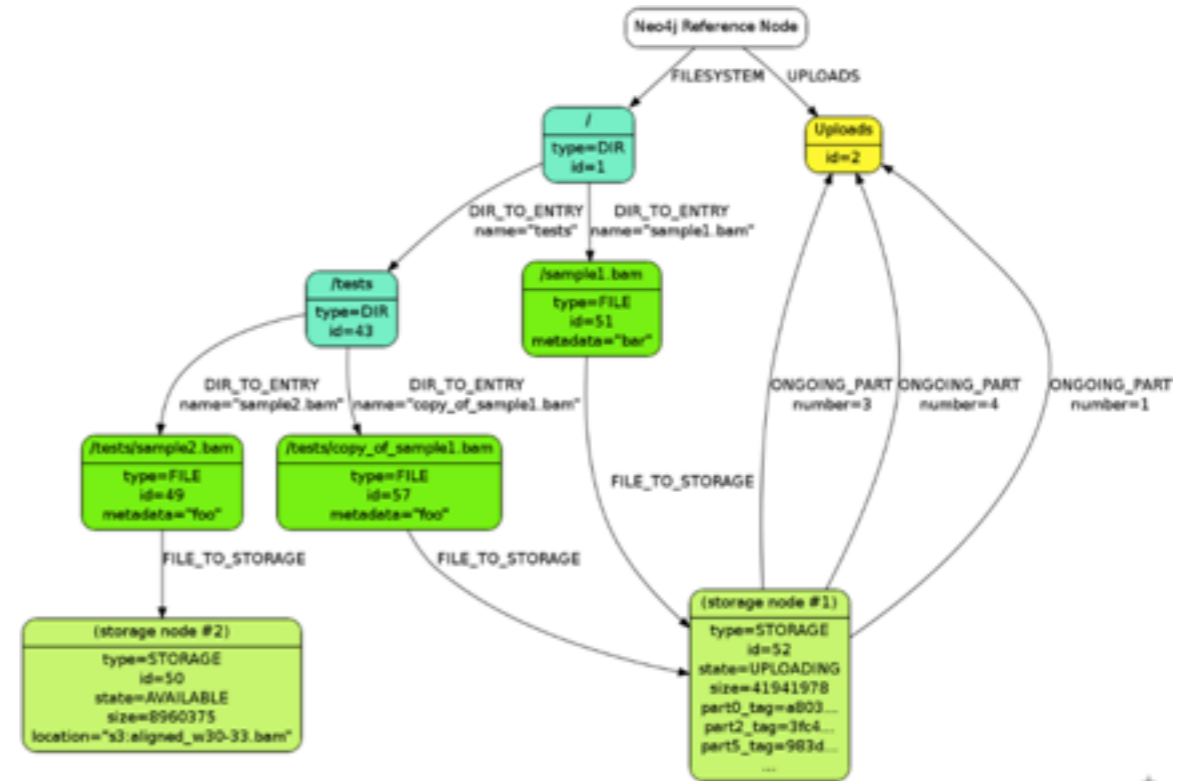 Neo4j Reference Node
FILESYSTEM
UPLOADS
/
type=DIR
id=1
Uploads
id=2
DIR_TO_ENTRY
name="tests"
DIR_TO_ENTRY
name="sample1.bam"
/tests
type=DIR
id=43
/sample1.bam
type=FILE
id=51
metadata="bar"
DIR_TO_ENTRY
name="sample2.bam"
DIR_TO_ENTRY
name="copy_of_sample1.bam"
ONGOING_PART
number=3
ONGOING_PART
number=4
ONGOING_PART
number=1
/tests/sample2.bam
type=FILE
id=49
metadata="foo"
/tests/copy_of_sample1.bam
type=FILE
id=57
metadata="foo"
FILE_TO_STORAGE
FILE_TO_STORAGE
FILE_TO_STORAGE
(storage node #2)
type=STORAGE
id=50
state=AVAILABLE
size=8960375
location="s3:aligned_w30-33.bam"
(storage node #1)
type=STORAGE
id=52
state=UPLOADING
size=41941978
part0_tag=a803...
part2_tag=3fc4...
part5_tag=983d...
...